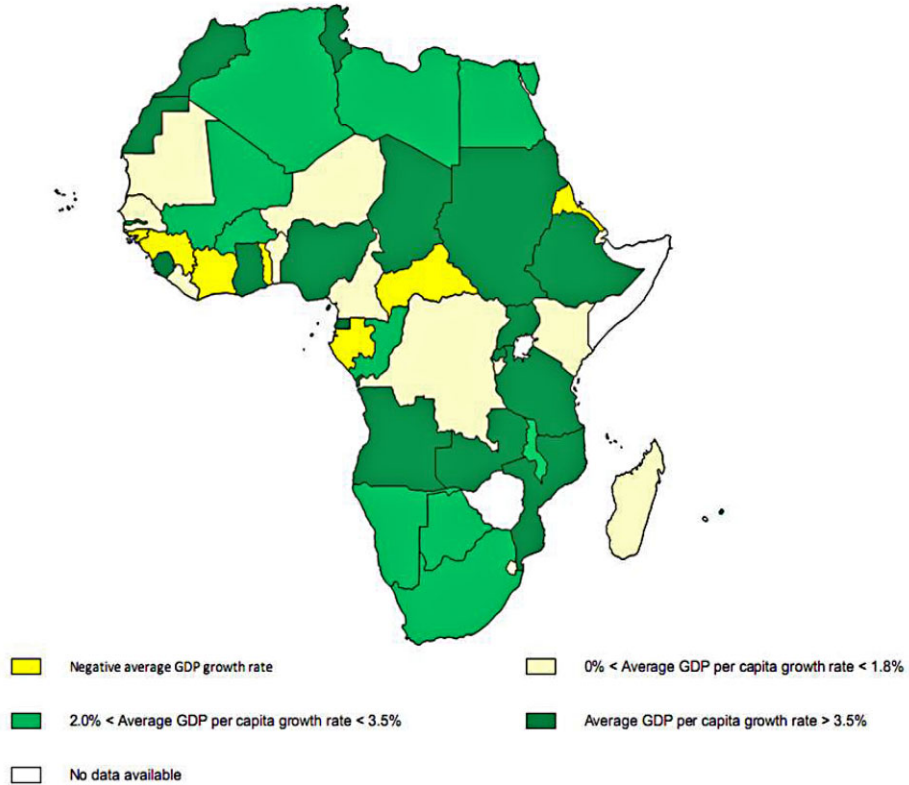 Negative average GDP growth rate
0% < Average GDP per capita growth rate < 1.8%
2.0% < Average GDP per capita growth rate < 3.5%
Average GDP per capita growth rate > 3.5%
No data available